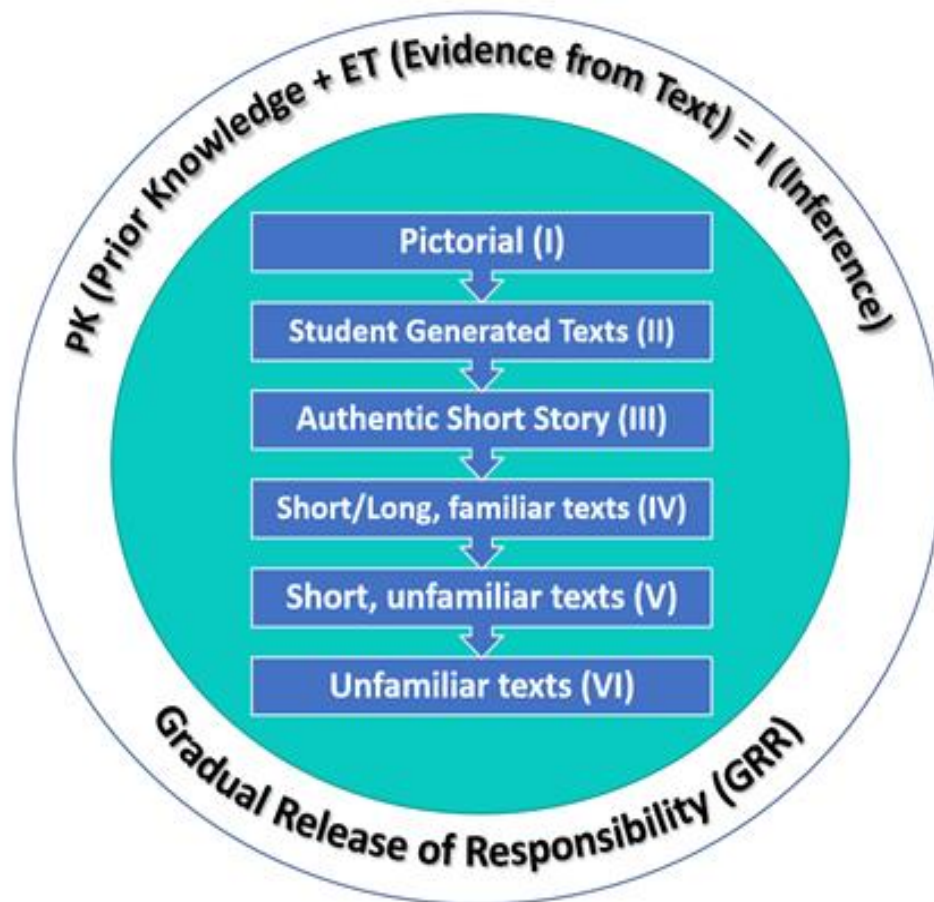 PK (Prior Knowledge + ET (Evidence from Text) = I (Inference)
Pictorial (I)
Student Generated Texts (II)
Authentic Short Story (III)
Short/Long, familiar texts (IV)
Short, unfamiliar texts (V)
Unfamiliar texts (VI)
Gradual Release of Responsibility (GRR)